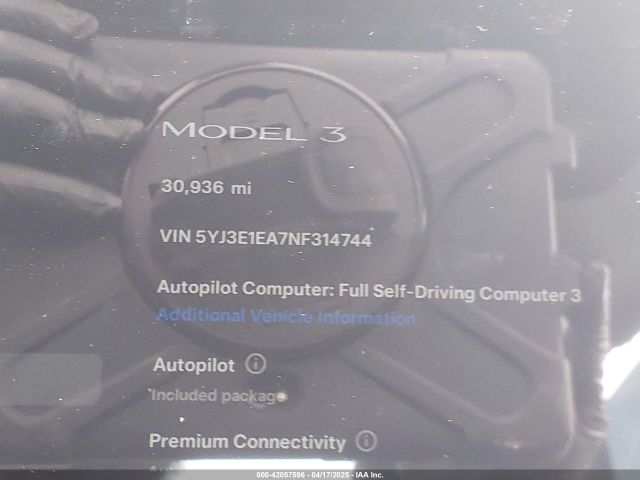 MODEL 3
30,936 mi
VIN 5YJ3E1EA7NF314744
Autopilot Computer: Full Self-Driving Computer 3
Additional Vehicle Information
Autopilot
Included package
Premium Connectivity
000-42057596 - 04/17/2025 - IAA Inc.